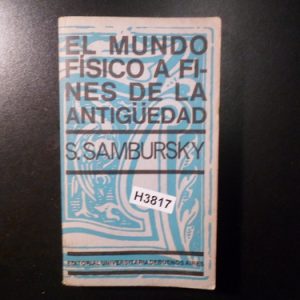 EL MUNDO
FÍSICO A FI-
NES DE LA
ANTIGÜEDAD
S. SAMBURSKY
H3817
EDITORIAL UNIVERSITARIA DE BUENOS AIRES